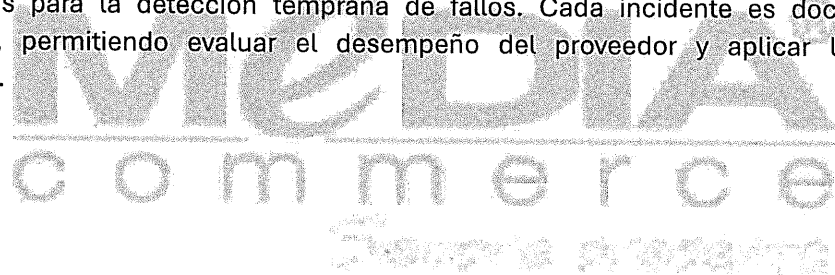 s para la detección temprana de fallos. Cada incidente es doc
permitiendo evaluar el desempeño del proveedor y aplicar l
MeDIA
commerce